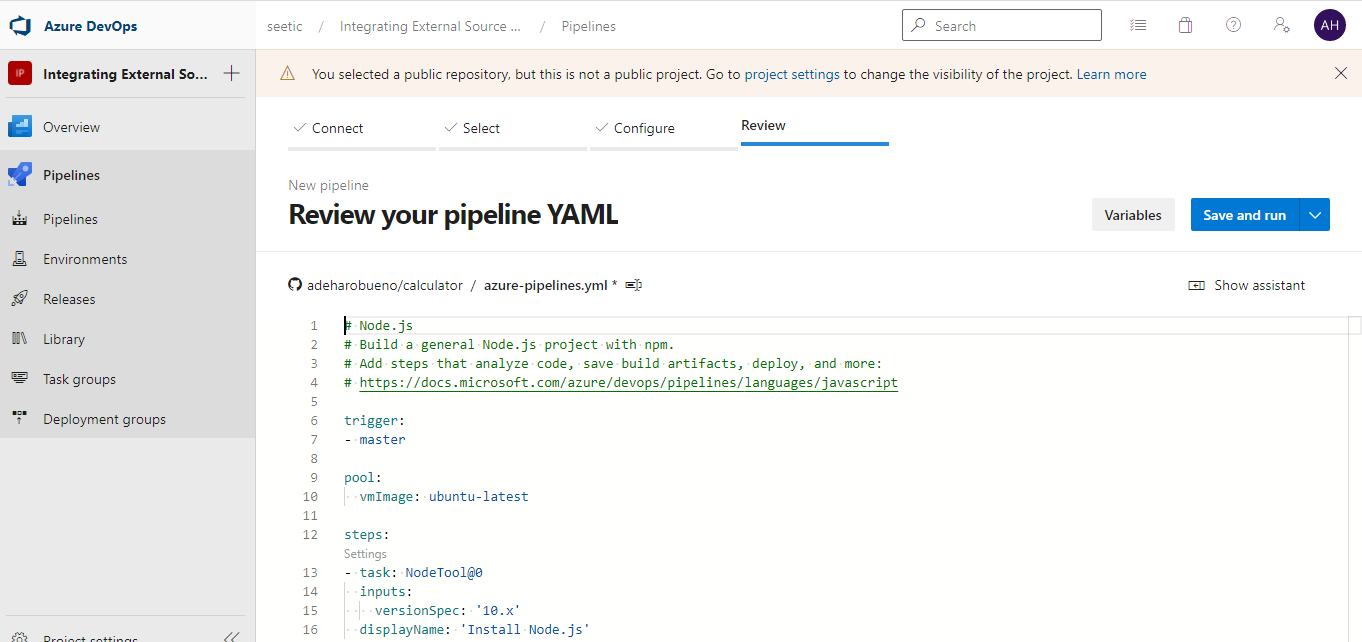 Azure DevOps
seetic / Integrating External Source ... / Pipelines
Search
AH
IP
Integrating External So...
You selected a public repository, but this is not a public project. Go to project settings to change the visibility of the project. Learn more
Overview
Pipelines
Pipelines
Environments
Releases
Library
Task groups
Deployment groups
Project settings
Connect
Select
Configure
Review
New pipeline
Review your pipeline YAML
Variables
Save and run
adeharobueno/calculator / azure-pipelines.yml *
Show assistant
1 # Node.js
2 # Build a general Node.js project with npm.
3 # Add steps that analyze code, save build artifacts, deploy, and more:
4 # https://docs.microsoft.com/azure/devops/pipelines/languages/javascript
5
6 trigger:
7 - master
8
9 pool:
10 vmImage: ubuntu-latest
11
12 steps:
Settings
13 - task: NodeTool@0
14 inputs:
15 versionSpec: '10.x'
16 displayName: 'Install Node.js'